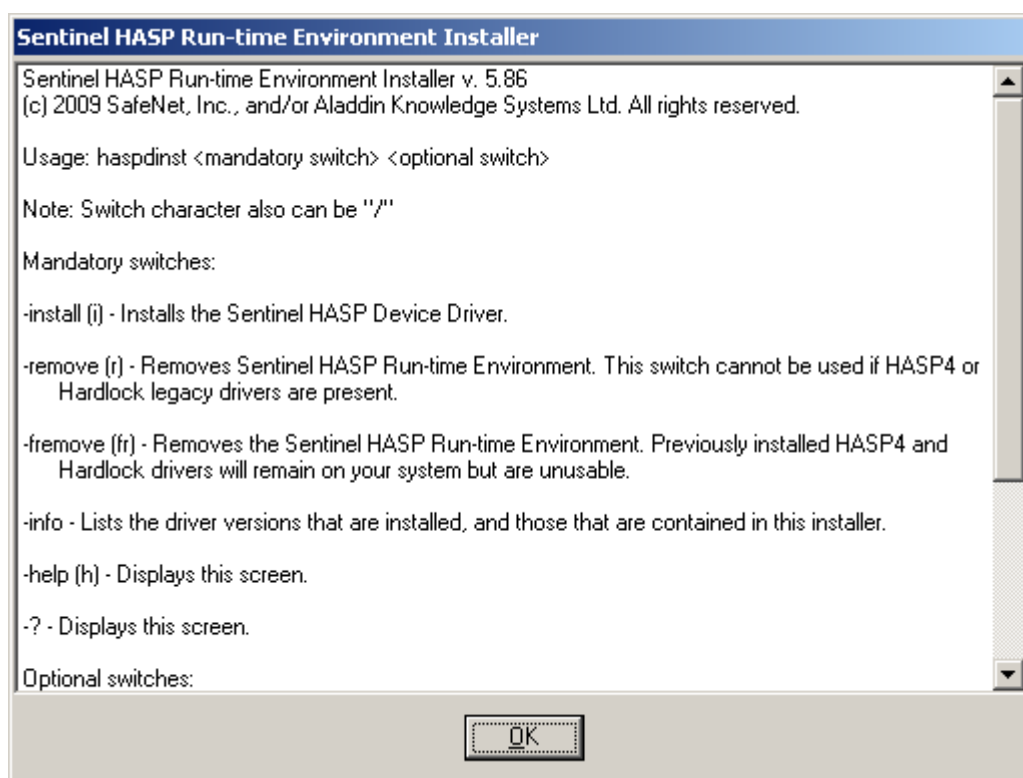 Sentinel HASP Run-time Environment Installer
Sentinel HASP Run-time Environment Installer v. 5.86
(c) 2009 SafeNet, Inc., and/or Aladdin Knowledge Systems Ltd. All rights reserved.
Usage: haspdinst <mandatory switch> <optional switch>
Note: Switch character also can be "/"
Mandatory switches:
-install (i) - Installs the Sentinel HASP Device Driver.
-remove (r) - Removes Sentinel HASP Run-time Environment. This switch cannot be used if HASP4 or
Hardlock legacy drivers are present.
-fremove (fr) - Removes the Sentinel HASP Run-time Environment. Previously installed HASP4 and
Hardlock drivers will remain on your system but are unusable.
-info - Lists the driver versions that are installed, and those that are contained in this installer.
-help (h) - Displays this screen.
-? - Displays this screen.
Optional switches:
OK